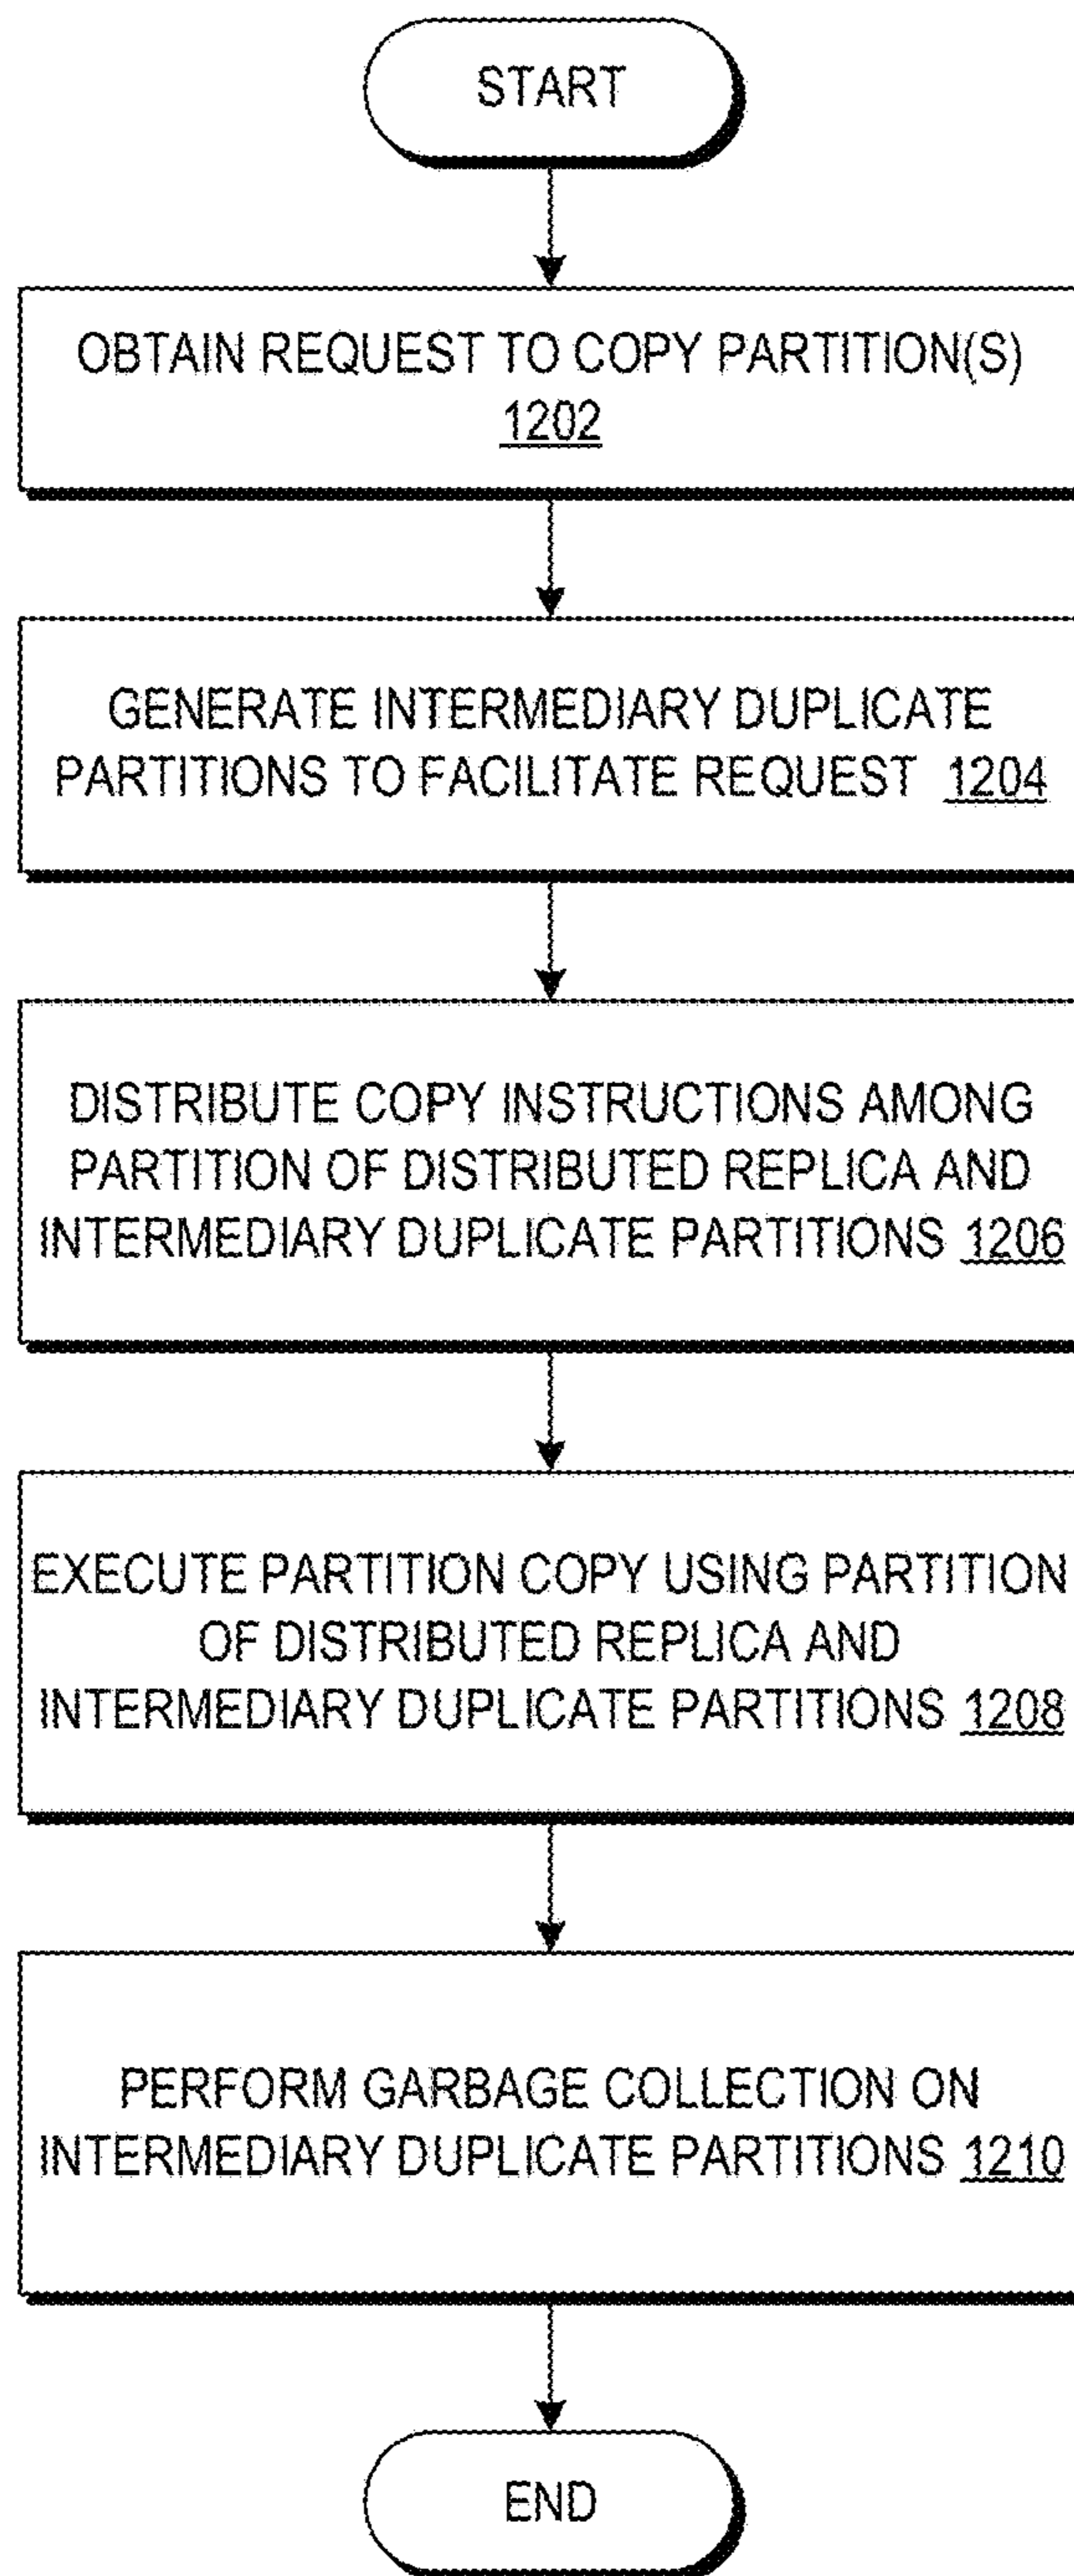 START
OBTAIN REQUEST TO COPY PARTITION(S)
1202
GENERATE INTERMEDIARY DUPLICATE
PARTITIONS TO FACILITATE REQUEST 1204
DISTRIBUTE COPY INSTRUCTIONS AMONG
PARTITION OF DISTRIBUTED REPLICA AND
INTERMEDIARY DUPLICATE PARTITIONS 1206
EXECUTE PARTITION COPY USING PARTITION
OF DISTRIBUTED REPLICA AND
INTERMEDIARY DUPLICATE PARTITIONS 1208
PERFORM GARBAGE COLLECTION ON
INTERMEDIARY DUPLICATE PARTITIONS 1210
END